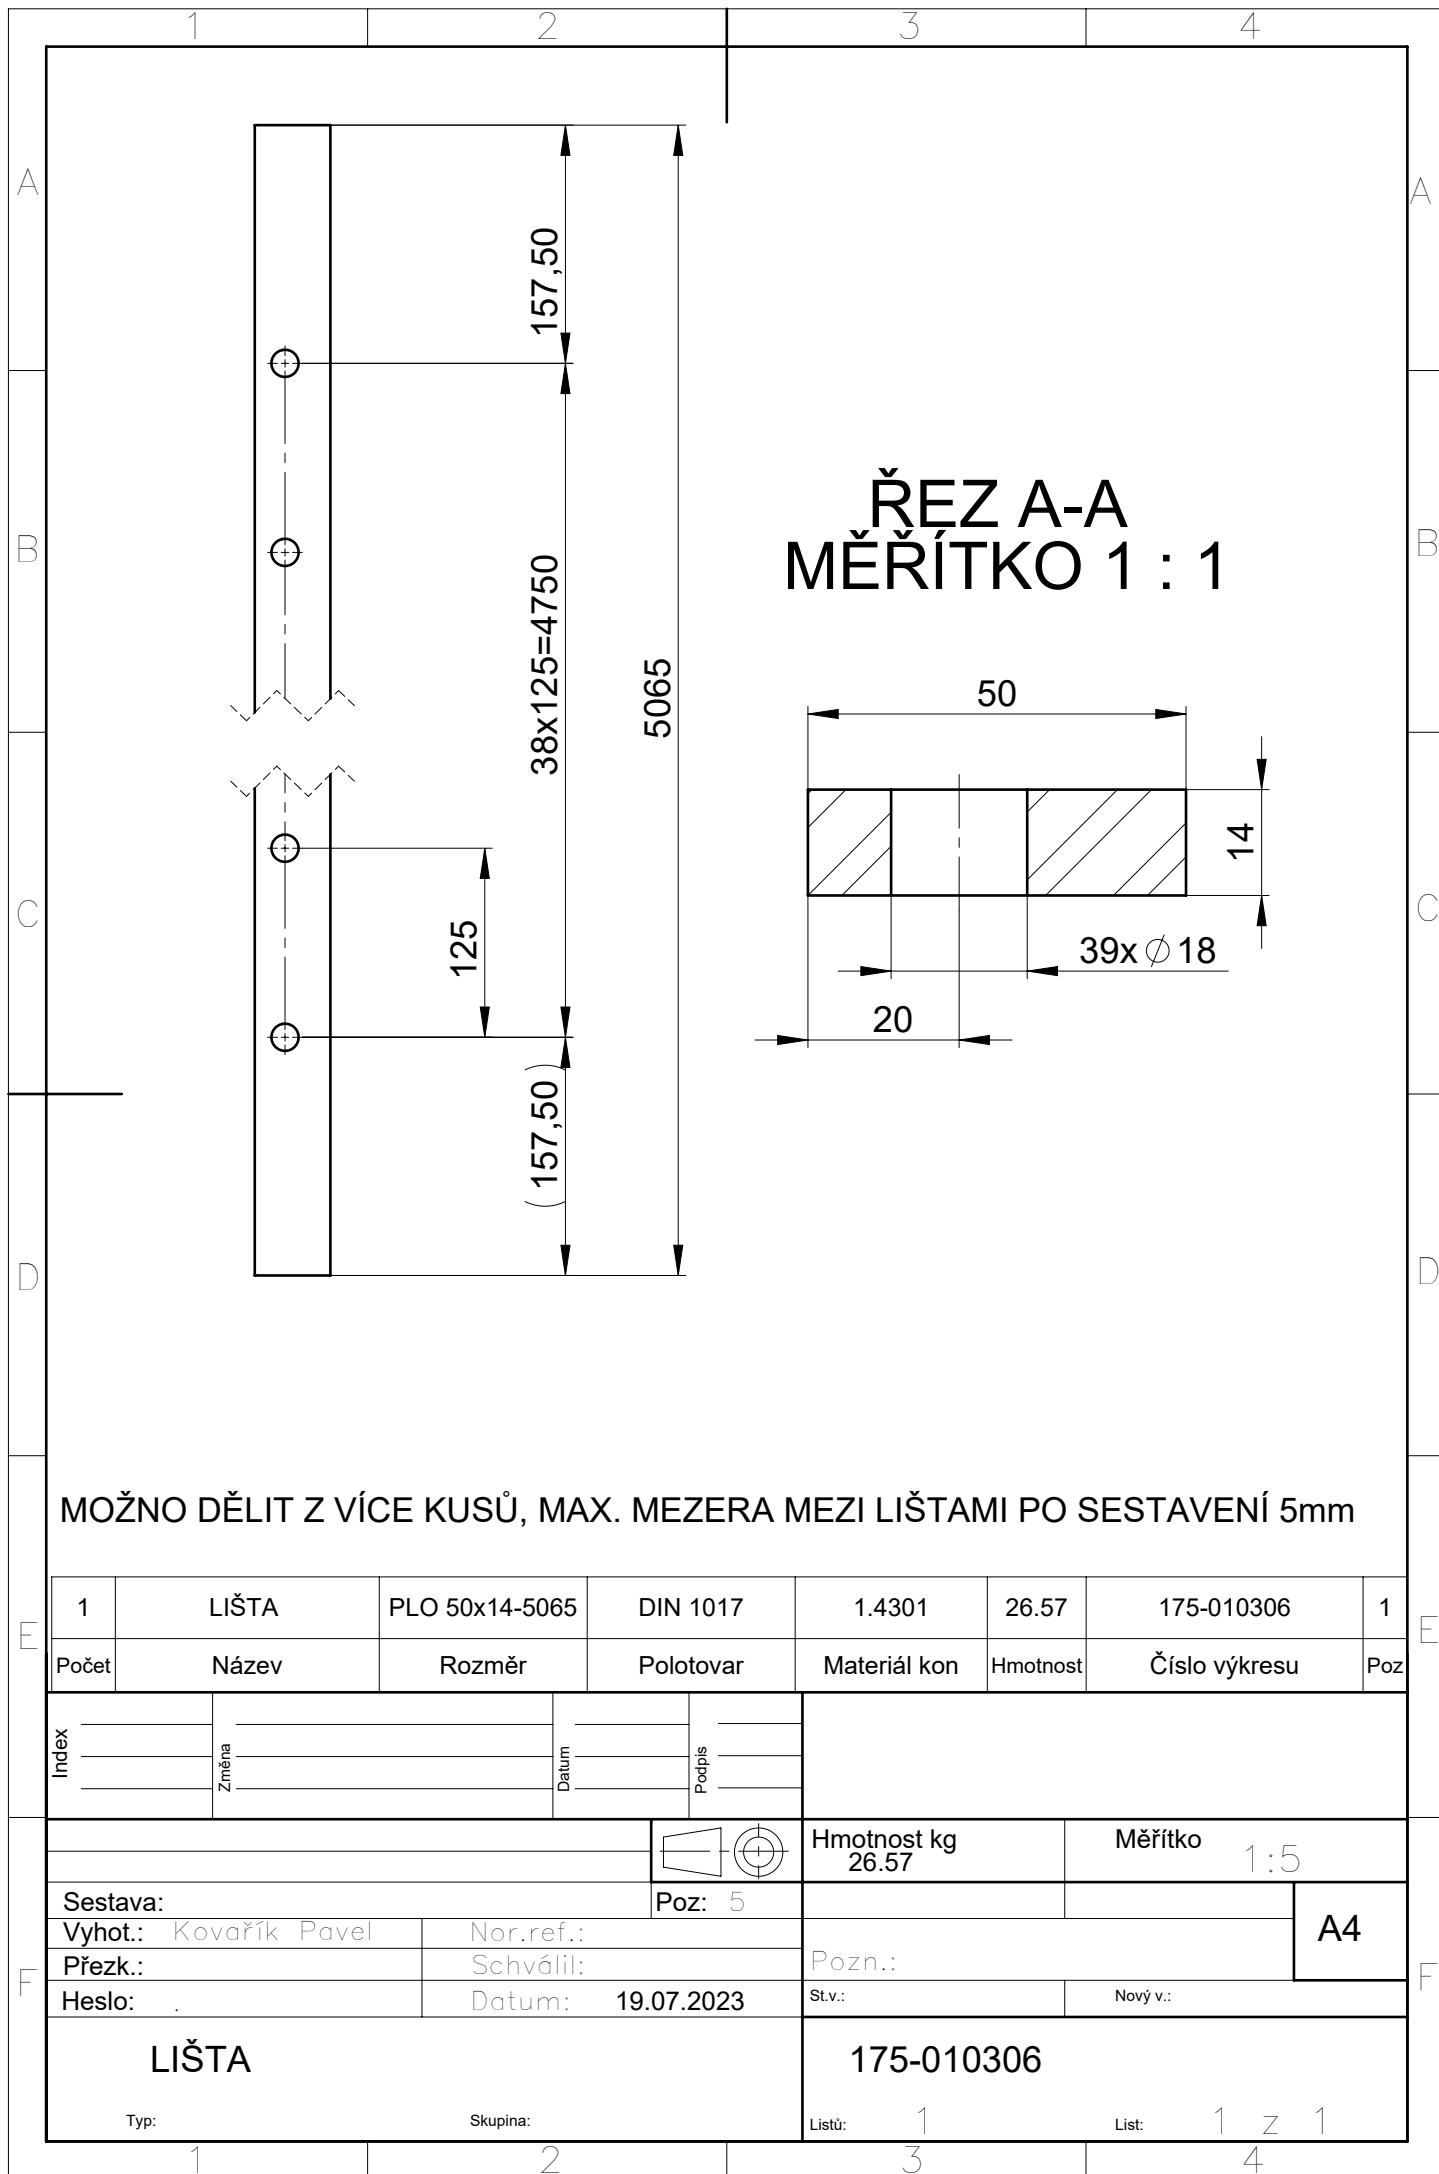 1 2 3 4
A A
157,50
B B
38x125=4750
5065
ŘEZ A-A
MĚŘÍTKO 1 : 1
50
14
C C
125
39x ∅ 18
20
(157,50)
D D
MOŽNO DĚLIT Z VÍCE KUSŮ, MAX. MEZERA MEZI LIŠTAMI PO SESTAVENÍ 5mm
1 LIŠTA PLO 50x14-5065 DIN 1017 1.4301 26.57 175-010306 1
E E
Počet Název Rozměr Polotovar Materiál kon Hmotnost Číslo výkresu Poz
Index Změna Datum Podpis
Hmotnost kg Měřítko
26.57 1:5
Sestava: Poz: 5
A4
Vyhot.: Kovařík Pavel Nor.ref.:
Přezk.: Schválil: Pozn.:
F F
Heslo: . Datum: 19.07.2023 St.v.: Nový v.:
LIŠTA 175-010306
Typ: Skupina: Listů: 1 List: 1 z 1
1 2 3 4